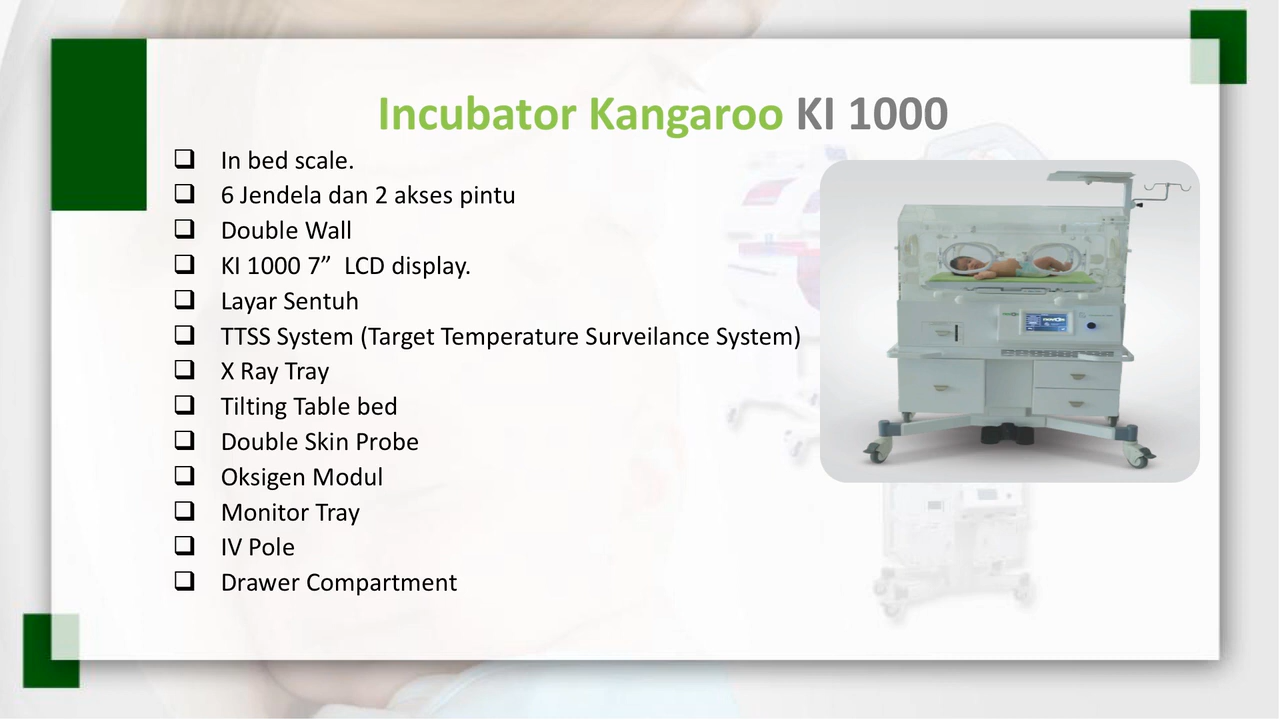 Incubator Kangaroo KI 1000
In bed scale.
6 Jendela dan 2 akses pintu
Double Wall
KI 1000 7” LCD display.
Layar Sentuh
TTSS System (Target Temperature Surveilance System)
X Ray Tray
Tilting Table bed
Double Skin Probe
Oksigen Modul
Monitor Tray
IV Pole
Drawer Compartment